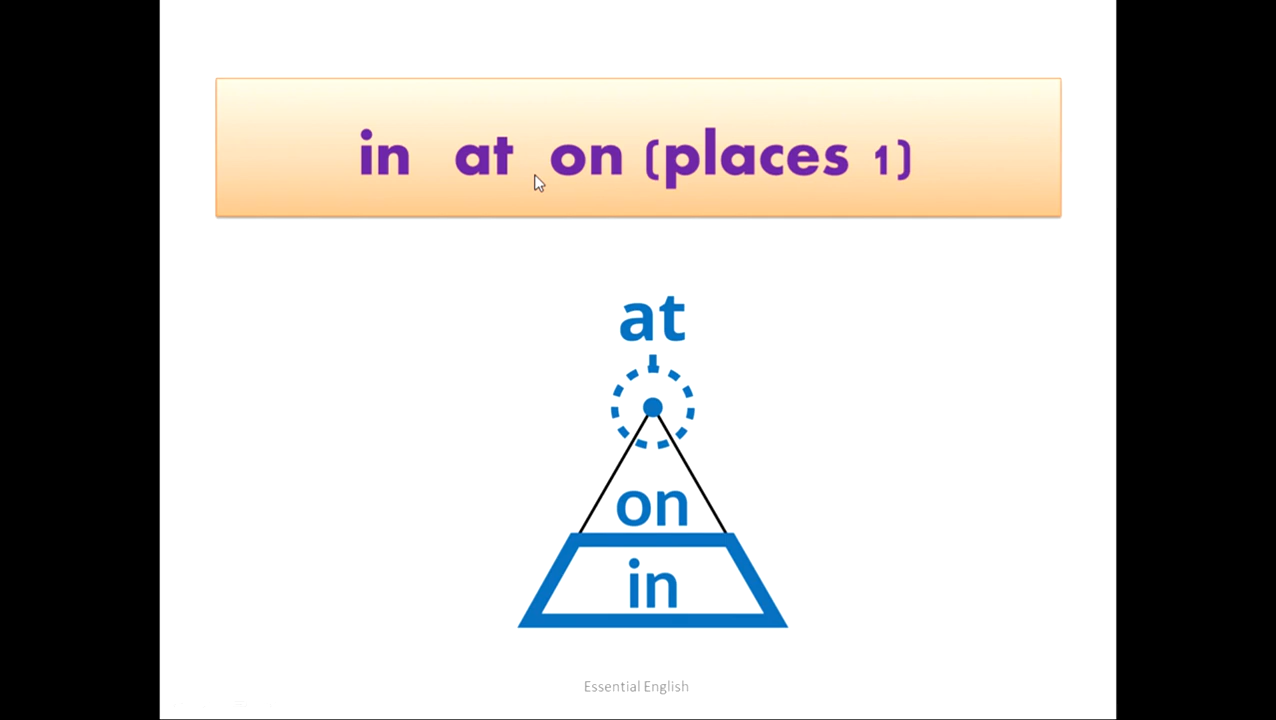 in at on (places 1)
at
on
in
Essential English